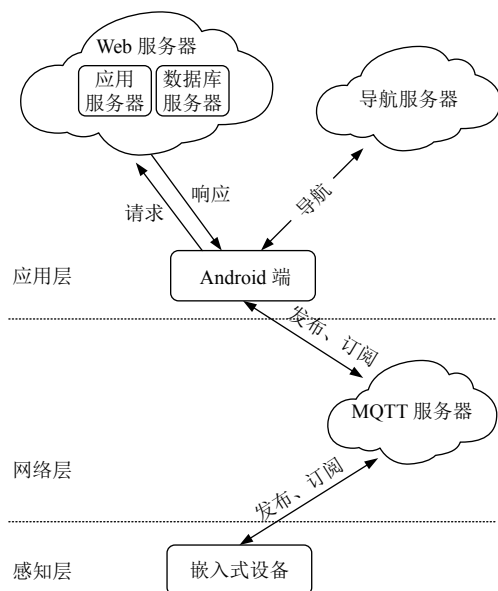 Web 服务器
应用
服务器
数据库
服务器
导航服务器
响应
请求
导航
Android 端
应用层
发布、订阅
MQTT 服务器
网络层
发布、订阅
嵌入式设备
感知层